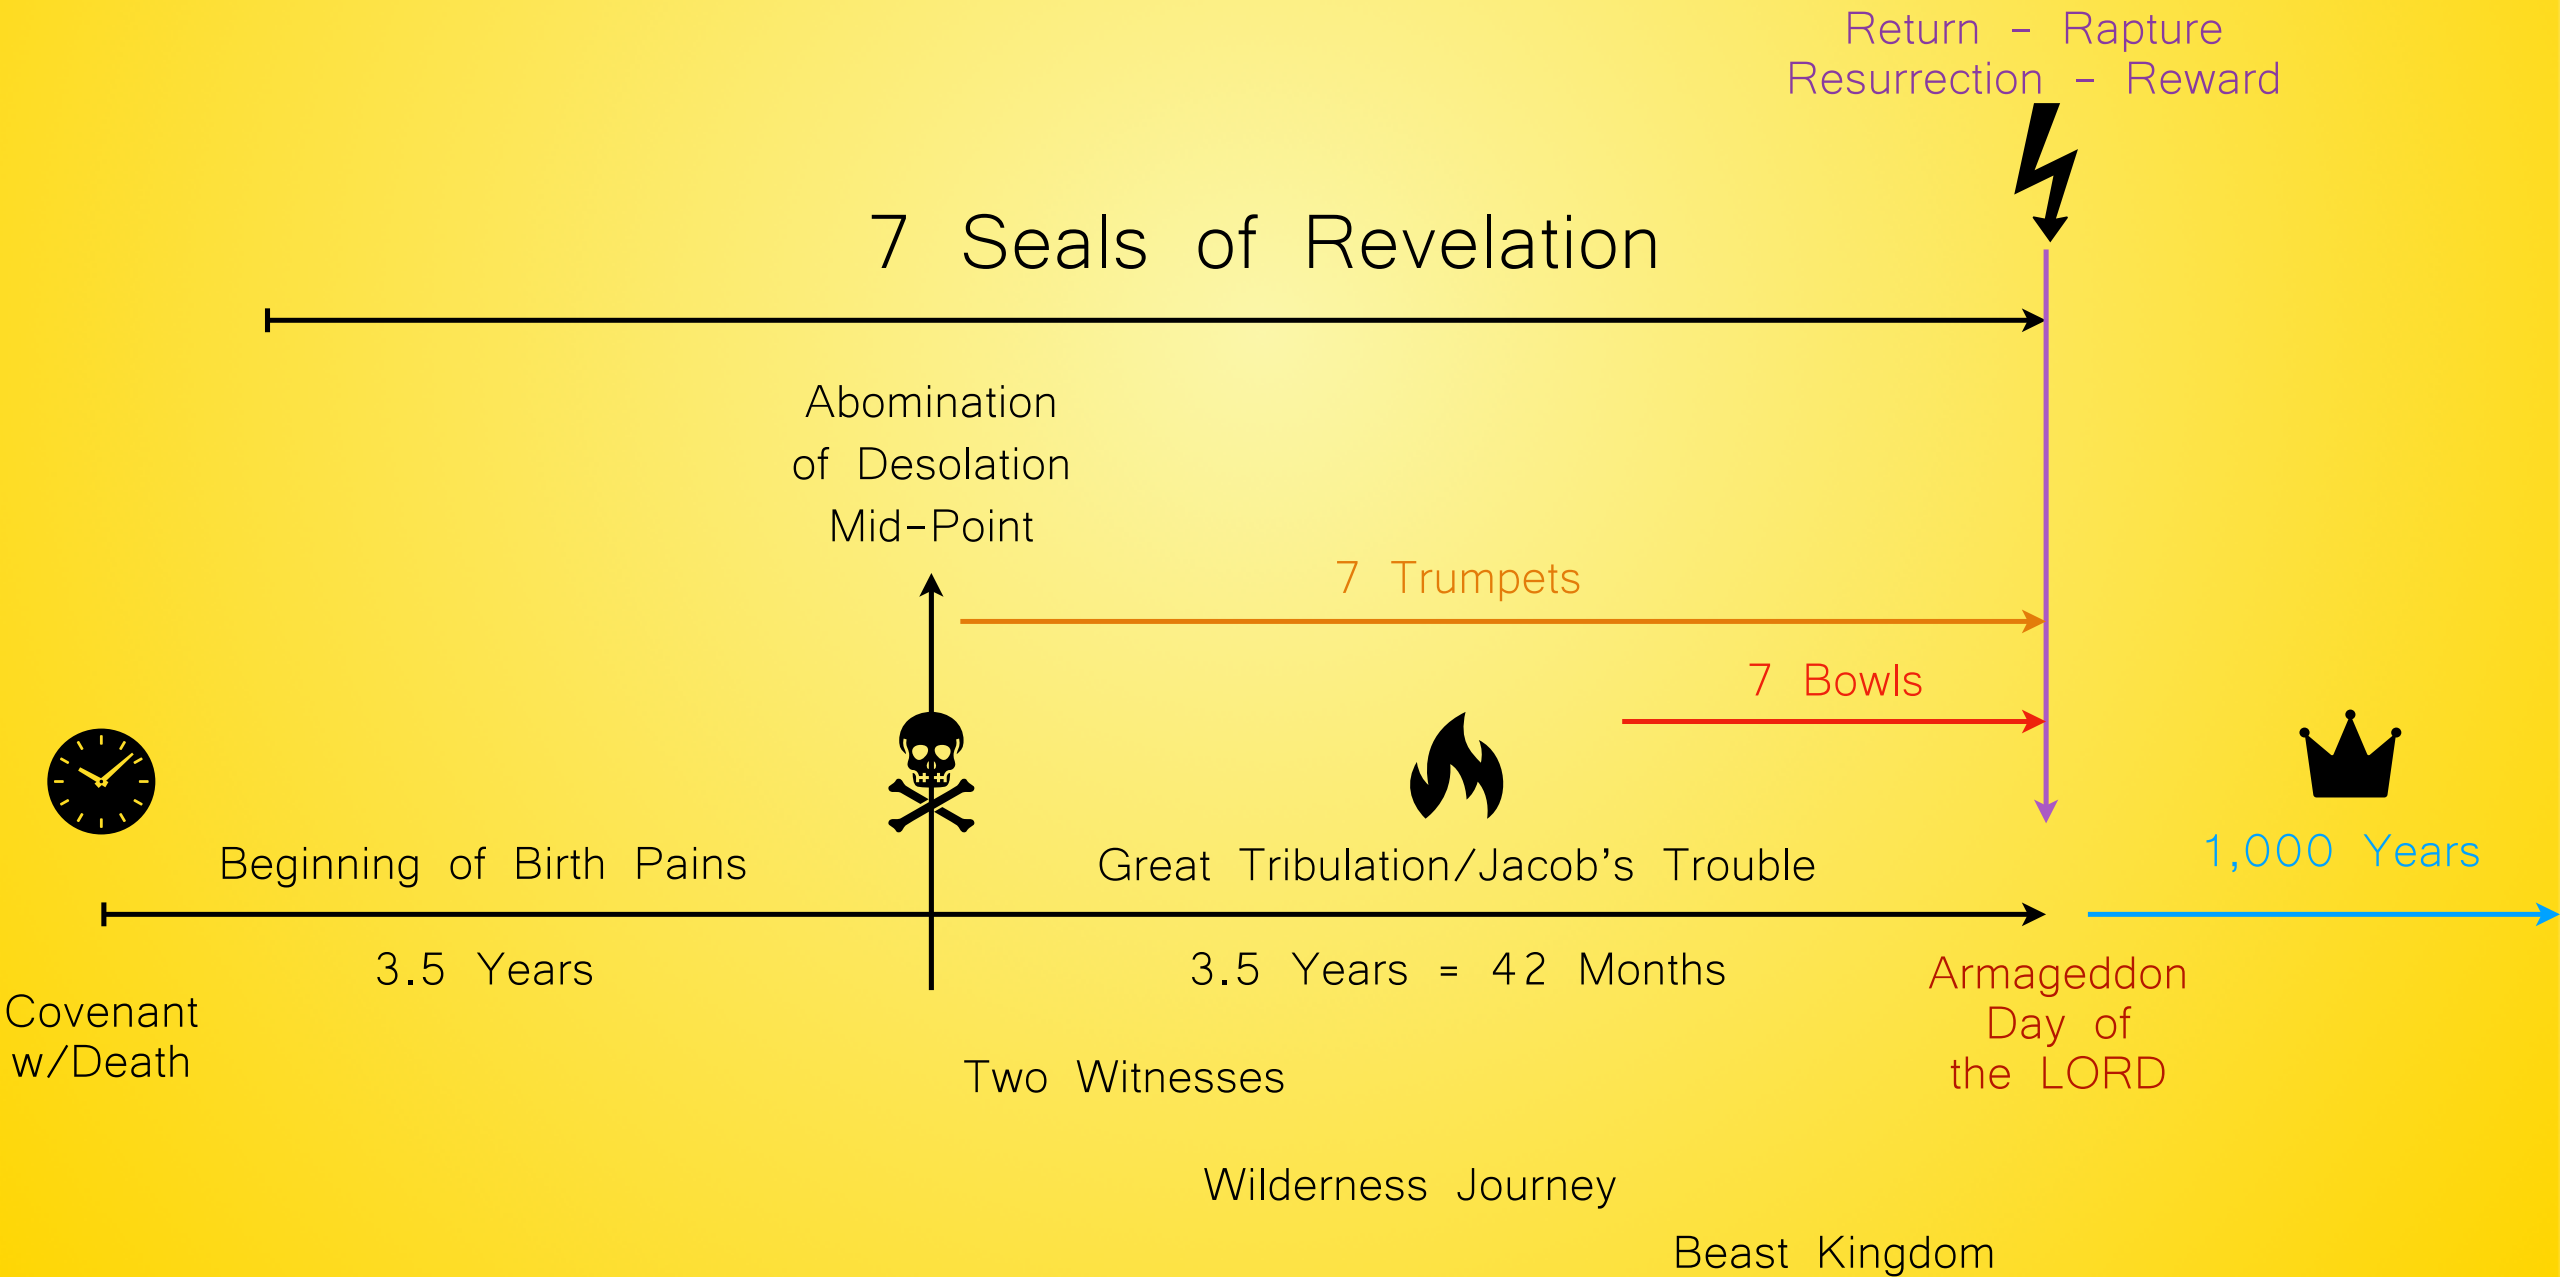 Return - Rapture
Resurrection - Reward
7 Seals of Revelation
Abomination
of Desolation
Mid-Point
7 Trumpets
7 Bowls
Beginning of Birth Pains
Great Tribulation/Jacob’s Trouble
1,000 Years
3.5 Years
3.5 Years = 42 Months
Covenant
w/Death
Armageddon
Day of
the LORD
Two Witnesses
Wilderness Journey
Beast Kingdom